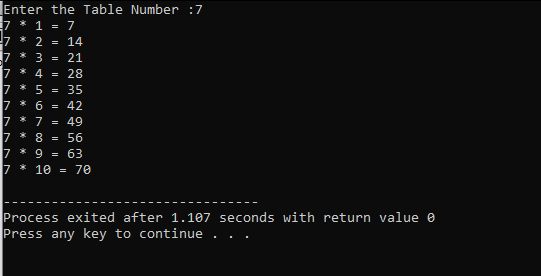 Enter the Table Number :7
7 * 1 = 7
7 * 2 = 14
7 * 3 = 21
7 * 4 = 28
7 * 5 = 35
7 * 6 = 42
7 * 7 = 49
7 * 8 = 56
7 * 9 = 63
7 * 10 = 70
--------------------------------
Process exited after 1.107 seconds with return value 0
Press any key to continue . . .